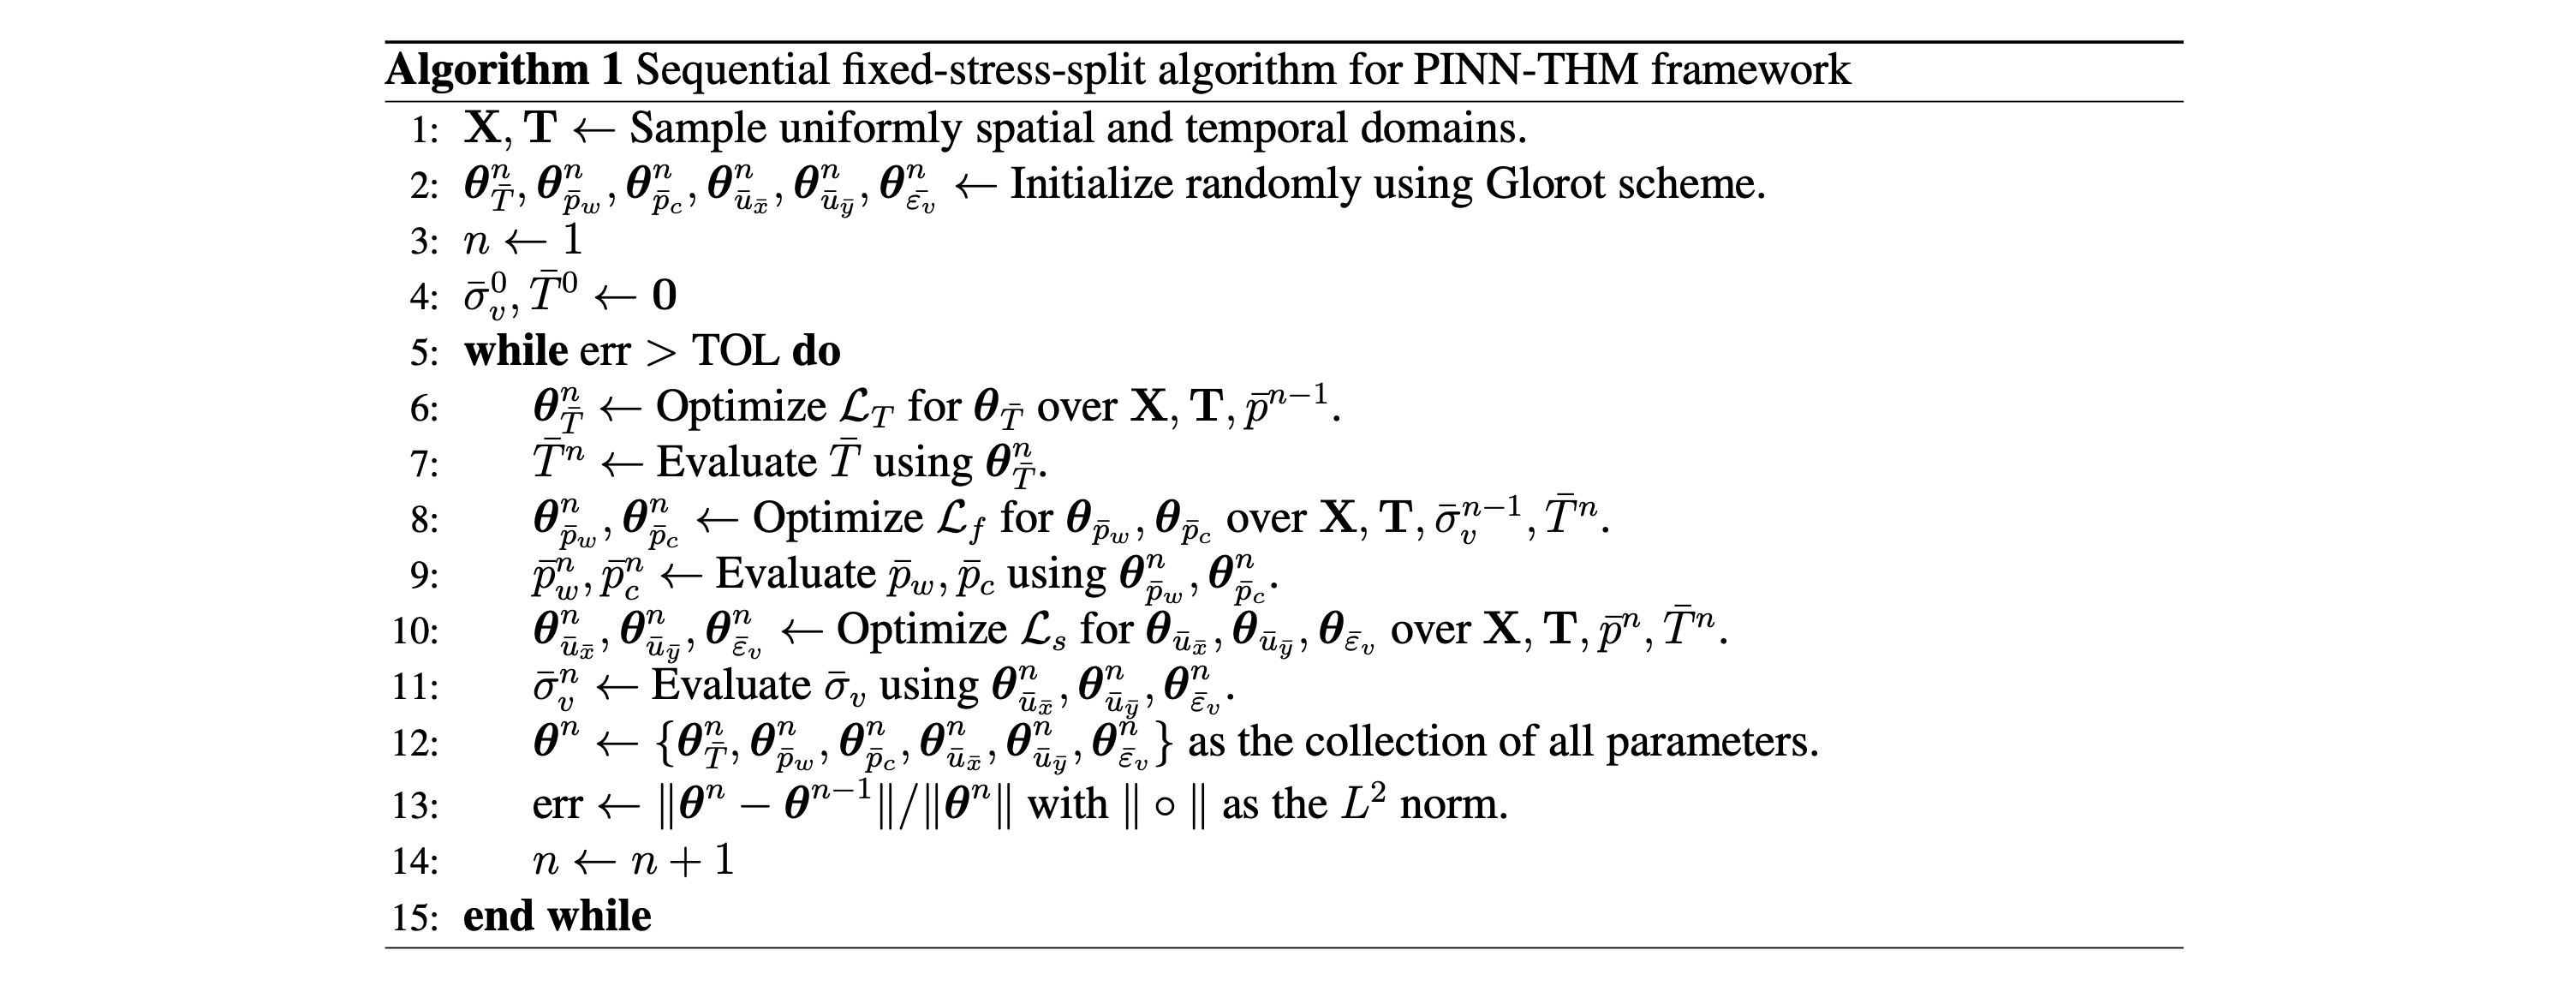 Algorithm 1 Sequential fixed-stress-split algorithm for PINN-THM framework
1: $\mathbf{X}, \mathbf{T} \leftarrow$ Sample uniformly spatial and temporal domains.
2: $\boldsymbol{\theta}^n_{\bar{T}}, \boldsymbol{\theta}^n_{\bar{p}_w}, \boldsymbol{\theta}^n_{\bar{p}_c}, \boldsymbol{\theta}^n_{\bar{u}_{\bar{x}}}, \boldsymbol{\theta}^n_{\bar{u}_{\bar{y}}}, \boldsymbol{\theta}^n_{\bar{\varepsilon}_v} \leftarrow$ Initialize randomly using Glorot scheme.
3: $n \leftarrow 1$
4: $\bar{\sigma}^0_v, \bar{T}^0 \leftarrow \mathbf{0}$
5: while err > TOL do
6: $\boldsymbol{\theta}^n_{\bar{T}} \leftarrow$ Optimize $\mathcal{L}_T$ for $\boldsymbol{\theta}_{\bar{T}}$ over $\mathbf{X}, \mathbf{T}, \bar{p}^{n-1}$.
7: $\bar{T}^n \leftarrow$ Evaluate $\bar{T}$ using $\boldsymbol{\theta}^n_{\bar{T}}$.
8: $\boldsymbol{\theta}^n_{\bar{p}_w}, \boldsymbol{\theta}^n_{\bar{p}_c} \leftarrow$ Optimize $\mathcal{L}_f$ for $\boldsymbol{\theta}_{\bar{p}_w}, \boldsymbol{\theta}_{\bar{p}_c}$ over $\mathbf{X}, \mathbf{T}, \bar{\sigma}^{n-1}_v, \bar{T}^n$.
9: $\bar{p}^n_w, \bar{p}^n_c \leftarrow$ Evaluate $\bar{p}_w, \bar{p}_c$ using $\boldsymbol{\theta}^n_{\bar{p}_w}, \boldsymbol{\theta}^n_{\bar{p}_c}$.
10: $\boldsymbol{\theta}^n_{\bar{u}_{\bar{x}}}, \boldsymbol{\theta}^n_{\bar{u}_{\bar{y}}}, \boldsymbol{\theta}^n_{\bar{\varepsilon}_v} \leftarrow$ Optimize $\mathcal{L}_s$ for $\boldsymbol{\theta}_{\bar{u}_{\bar{x}}}, \boldsymbol{\theta}_{\bar{u}_{\bar{y}}}, \boldsymbol{\theta}_{\bar{\varepsilon}_v}$ over $\mathbf{X}, \mathbf{T}, \bar{p}^n, \bar{T}^n$.
11: $\bar{\sigma}^n_v \leftarrow$ Evaluate $\bar{\sigma}_v$ using $\boldsymbol{\theta}^n_{\bar{u}_{\bar{x}}}, \boldsymbol{\theta}^n_{\bar{u}_{\bar{y}}}, \boldsymbol{\theta}^n_{\bar{\varepsilon}_v}$.
12: $\boldsymbol{\theta}^n \leftarrow \{\boldsymbol{\theta}^n_{\bar{T}}, \boldsymbol{\theta}^n_{\bar{p}_w}, \boldsymbol{\theta}^n_{\bar{p}_c}, \boldsymbol{\theta}^n_{\bar{u}_{\bar{x}}}, \boldsymbol{\theta}^n_{\bar{u}_{\bar{y}}}, \boldsymbol{\theta}^n_{\bar{\varepsilon}_v}\}$ as the collection of all parameters.
13: err $\leftarrow \|\boldsymbol{\theta}^n - \boldsymbol{\theta}^{n-1}\| / \|\boldsymbol{\theta}^n\|$ with $\| \circ \|$ as the $L^2$ norm.
14: $n \leftarrow n + 1$
15: end while